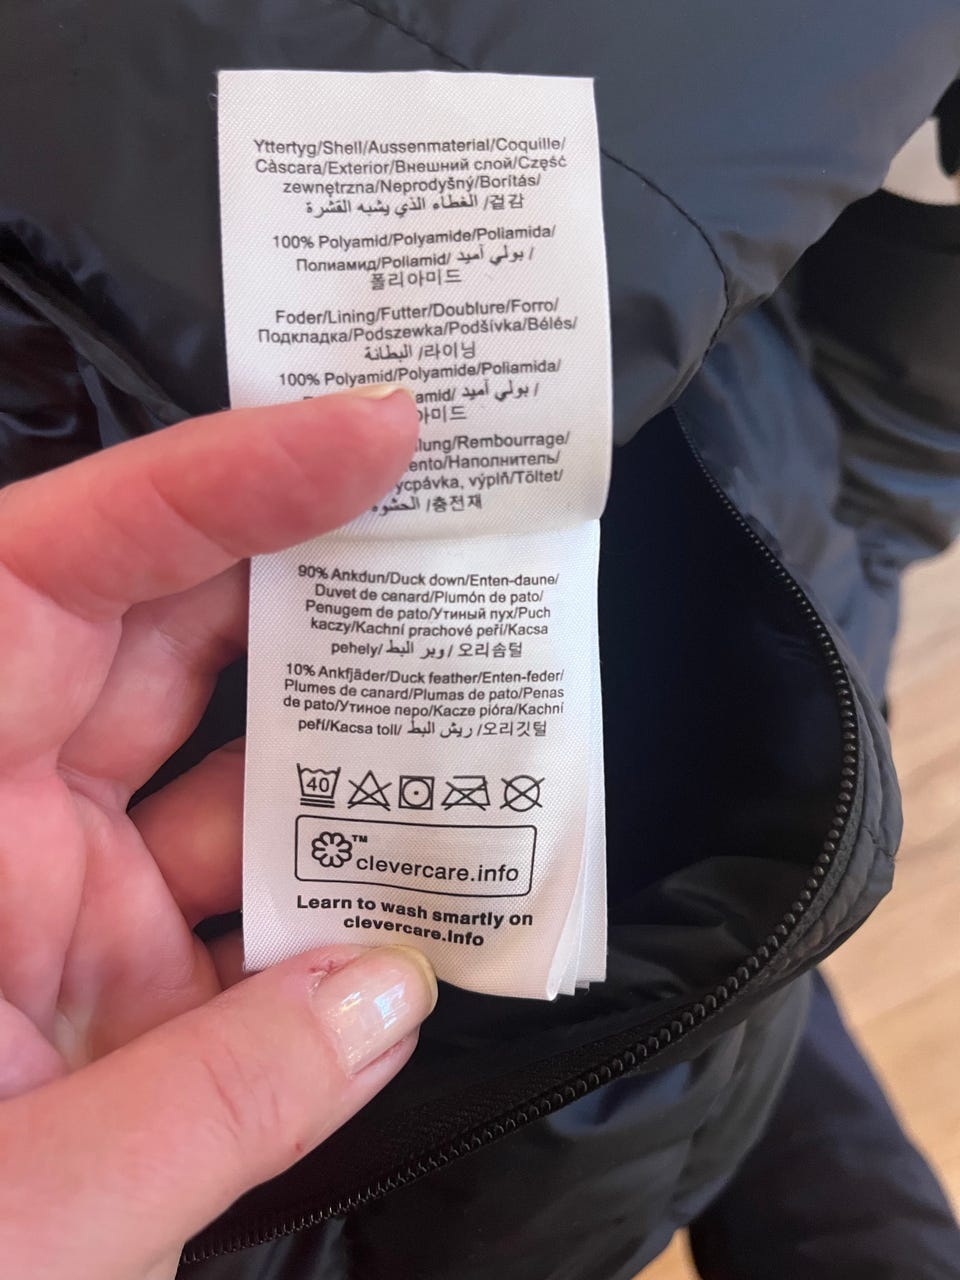 Yttertyg/Shell/Aussenmaterial/Coquille/
Càscara/Exterior/Внешний слой/Część
zewnętrzna/Neprodyšný/Borítás/
الغطاء الذي يشبه القشرة /겉감
100% Polyamid/Polyamide/Poliamida/
Полиамид/Poliamid/ بولي آميد /
폴리아미드
Foder/Lining/Futter/Doublure/Forro/
Подкладка/Podszewka/Podšívka/Bélés/
البطانة /라이닝
100% Polyamid/Polyamide/Poliamida/
amid/ بولي آميد /
아미드
lung/Rembourrage/
ento/Наполнитель/
ycpávka, výplň/Töltet/
الحشوة /충전재
90% Ankdun/Duck down/Enten-daune/
Duvet de canard/Plumón de pato/
Penugem de pato/Утиный пух/Puch
kaczy/Kachní prachové peří/Kacsa
pehely/ وبر البط /오리솜털
10% Ankfjäder/Duck feather/Enten-feder/
Plumes de canard/Plumas de pato/Penas
de pato/Утиное перо/Kacze pióra/Kachní
peří/Kacsa toll/ ريش البط /오리깃털
40
™
clevercare.info
Learn to wash smartly on
clevercare.info